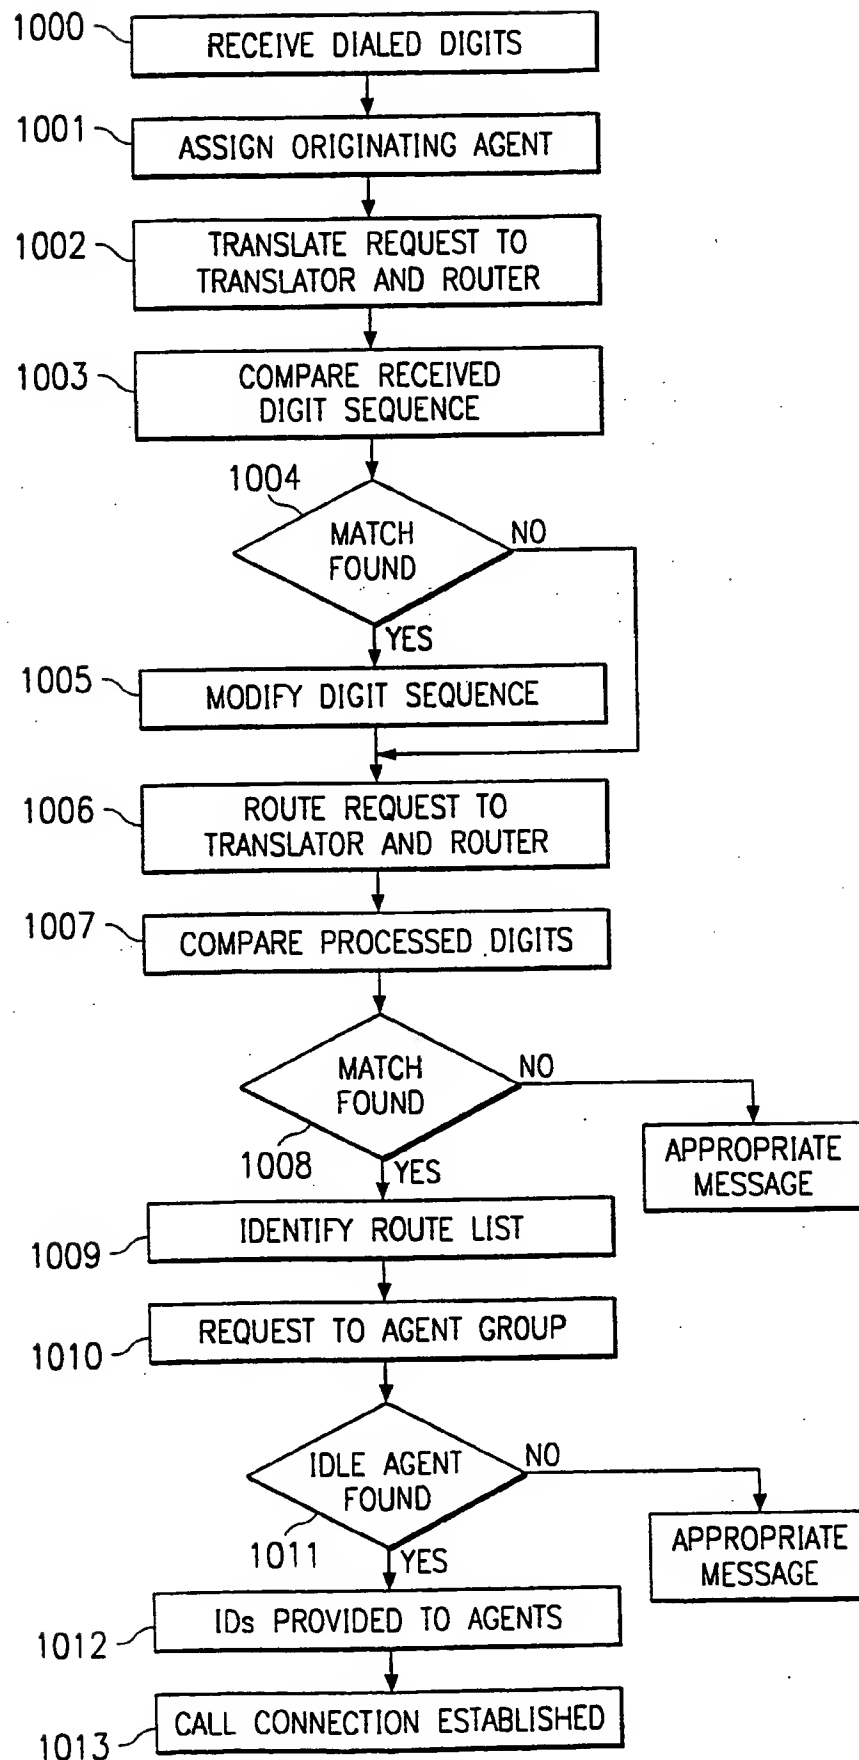 1000
RECEIVE DIALED DIGITS
1001
ASSIGN ORIGINATING AGENT
1002
TRANSLATE REQUEST TO
TRANSLATOR AND ROUTER
1003
COMPARE RECEIVED
DIGIT SEQUENCE
1004
MATCH
FOUND
NO
YES
1005
MODIFY DIGIT SEQUENCE
1006
ROUTE REQUEST TO
TRANSLATOR AND ROUTER
1007
COMPARE PROCESSED DIGITS
MATCH
FOUND
NO
1008
YES
APPROPRIATE
MESSAGE
1009
IDENTIFY ROUTE LIST
1010
REQUEST TO AGENT GROUP
IDLE AGENT
FOUND
NO
1011
YES
APPROPRIATE
MESSAGE
1012
IDs PROVIDED TO AGENTS
1013
CALL CONNECTION ESTABLISHED